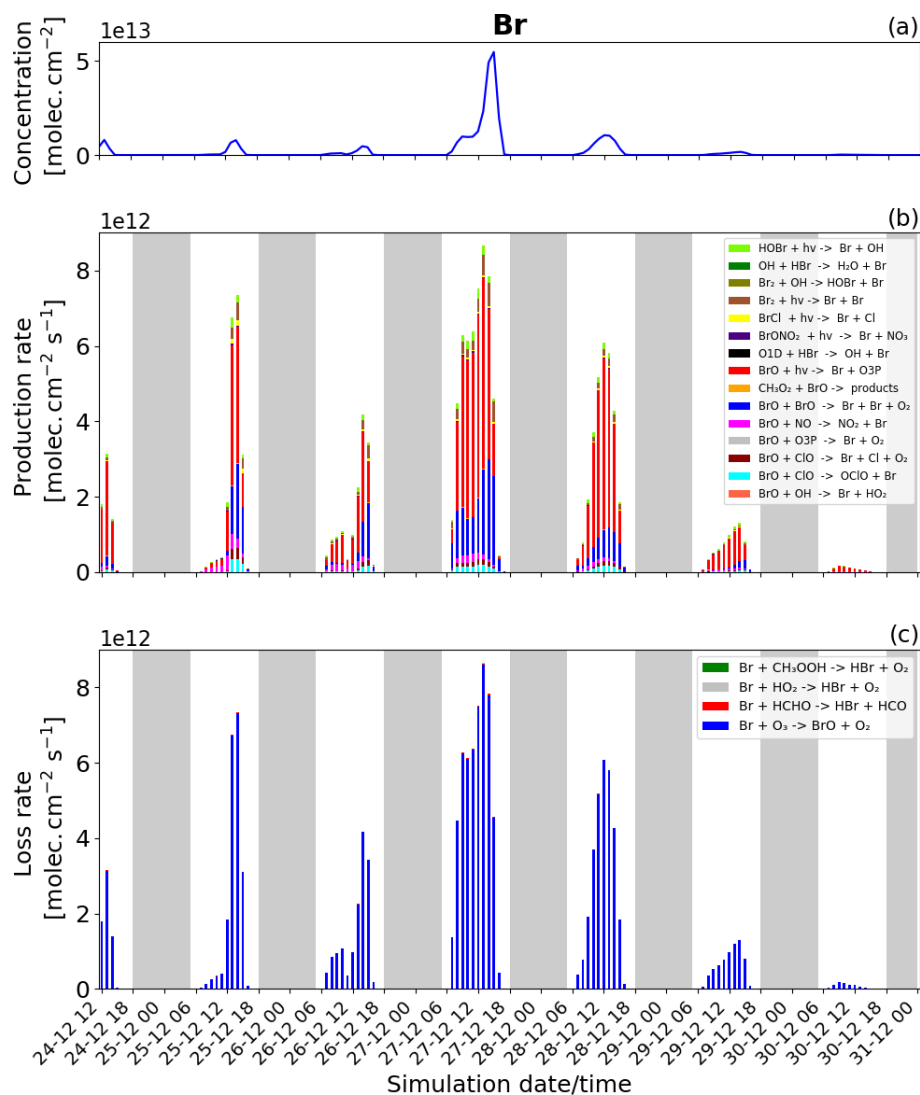 Br
(a)
1e13
Concentration
[molec. cm⁻²]
5
0
(b)
1e12
Production rate
[molec. cm⁻² s⁻¹]
8
6
4
2
0
HOBr + hv -> Br + OH
OH + HBr -> H₂O + Br
Br₂ + OH -> HOBr + Br
Br₂ + hv -> Br + Br
BrCl + hv -> Br + Cl
BrONO₂ + hv -> Br + NO₃
O1D + HBr -> OH + Br
BrO + hv -> Br + O3P
CH₃O₂ + BrO -> products
BrO + BrO -> Br + Br + O₂
BrO + NO -> NO₂ + Br
BrO + O3P -> Br + O₂
BrO + ClO -> Br + Cl + O₂
BrO + ClO -> OClO + Br
BrO + OH -> Br + HO₂
(c)
1e12
Loss rate
[molec. cm⁻² s⁻¹]
8
6
4
2
0
Br + CH₃OOH -> HBr + O₂
Br + HO₂ -> HBr + O₂
Br + HCHO -> HBr + HCO
Br + O₃ -> BrO + O₂
24-12 12
24-12 18
25-12 00
25-12 06
25-12 12
25-12 18
26-12 00
26-12 06
26-12 12
26-12 18
27-12 00
27-12 06
27-12 12
27-12 18
28-12 00
28-12 06
28-12 12
28-12 18
29-12 00
29-12 06
29-12 12
29-12 18
30-12 00
30-12 06
30-12 12
30-12 18
31-12 00
Simulation date/time